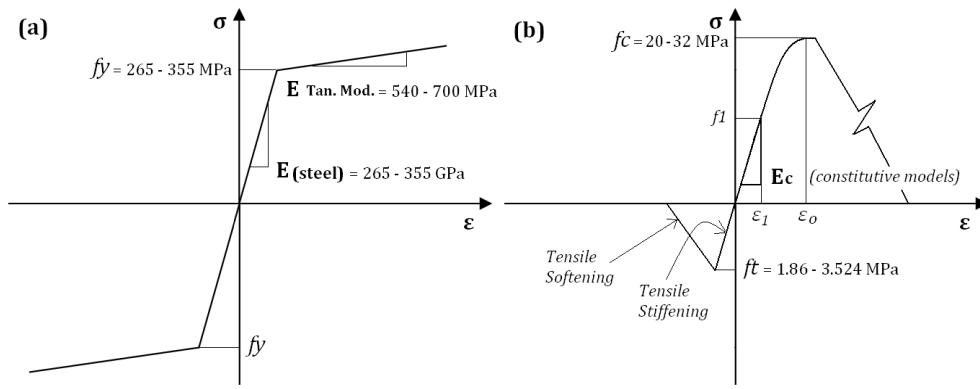 (a)
σ
fy = 265 - 355 MPa
E Tan. Mod. = 540 - 700 MPa
E (steel) = 265 - 355 GPa
ε
fy
(b)
σ
fc = 20-32 MPa
f1
Ec (constitutive models)
ε1 εo
ε
Tensile
Softening
Tensile
Stiffening
ft = 1.86 - 3.524 MPa